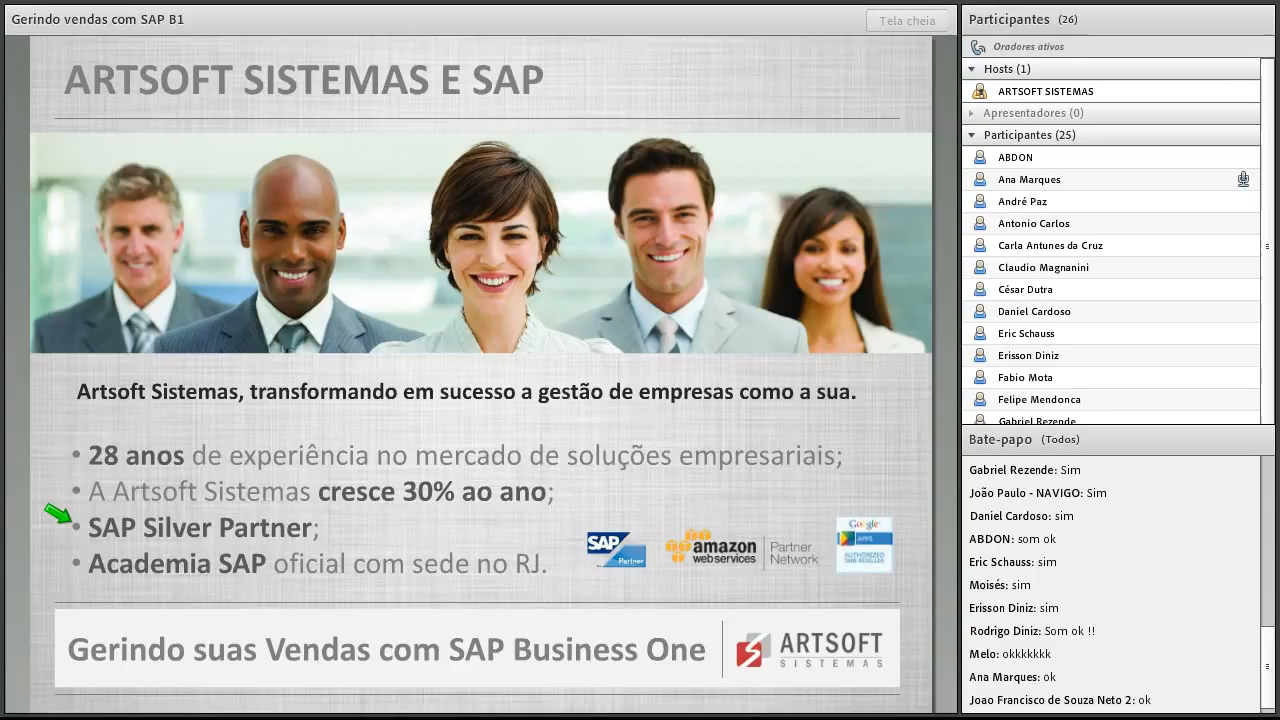 Gerindo vendas com SAP B1
Tela cheia
ARTSOFT SISTEMAS E SAP
Artsoft Sistemas, transformando em sucesso a gestão de empresas como a sua.
• 28 anos de experiência no mercado de soluções empresariais;
• A Artsoft Sistemas cresce 30% ao ano;
• SAP Silver Partner;
• Academia SAP oficial com sede no RJ.
SAP
Partner
amazon
webservices
Partner
Network
Google
APPS
AUTHORIZED
SMB RESELLER
Gerindo suas Vendas com SAP Business One
ARTSOFT
SISTEMAS
Participantes (26)
Oradores ativos
Hosts (1)
ARTSOFT SISTEMAS
Apresentadores (0)
Participantes (25)
ABDON
Ana Marques
André Paz
Antonio Carlos
Carla Antunes da Cruz
Claudio Magnanini
César Dutra
Daniel Cardoso
Eric Schauss
Erisson Diniz
Fabio Mota
Felipe Mendonca
Gabriel Rezende
Bate-papo (Todos)
Gabriel Rezende: Sim
João Paulo - NAVIGO: Sim
Daniel Cardoso: sim
ABDON: som ok
Eric Schauss: sim
Moisés: sim
Erisson Diniz: sim
Rodrigo Diniz: Som ok !!
Melo: okkkkkkk
Ana Marques: ok
Joao Francisco de Souza Neto 2: ok